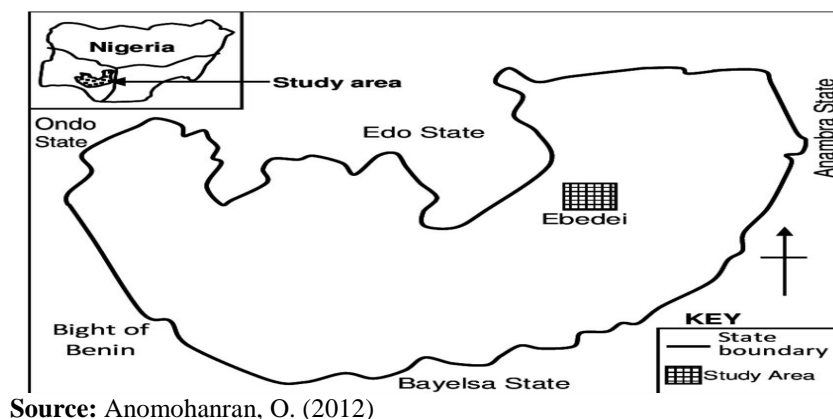 Nigeria
Study area
Ondo
State
Edo State
Anambra State
Ebedei
Bight of
Benin
Bayelsa State
KEY
State
boundary
Study Area
Source: Anomohanran, O. (2012)